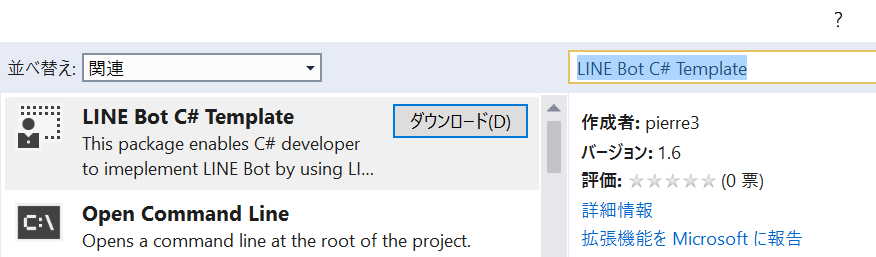 ?
並べ替え: 関連
LINE Bot C# Template
LINE Bot C# Template
ダウンロード(D)
This package enables C# developer
to imeplement LINE Bot by using LI...
Open Command Line
Opens a command line at the root of the project.
C:\
作成者: pierre3
バージョン: 1.6
評価: ★★★★★ (0 票)
詳細情報
拡張機能を Microsoft に報告